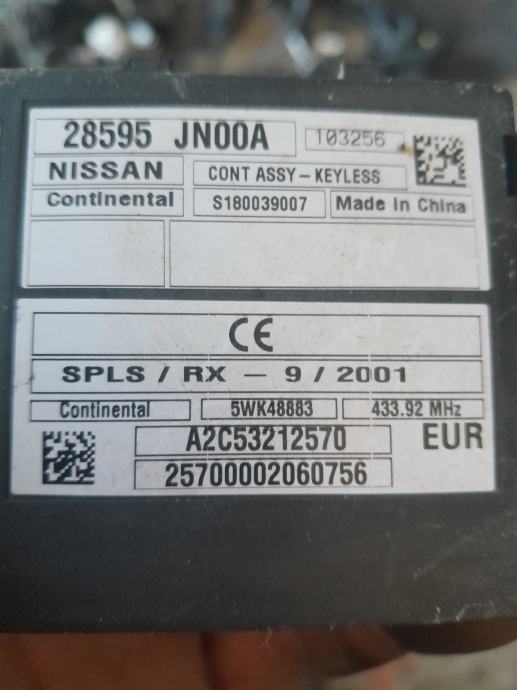 28595 JN00A 103256
NISSAN CONT ASSY-KEYLESS
Continental S180039007 Made in China
CE
SPLS / RX - 9 / 2001
Continental 5WK48883 433.92 MHz
A2C53212570 EUR
25700002060756